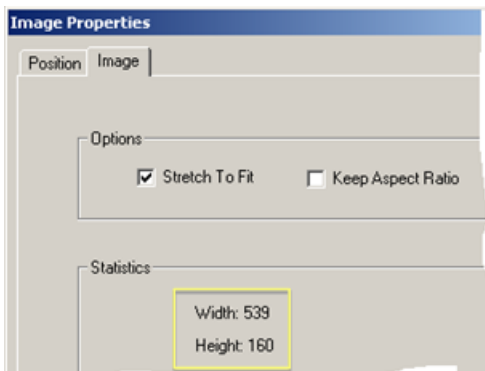 Image Properties
Position Image
Options
Stretch To Fit Keep Aspect Ratio
Statistics
Width: 539
Height: 160